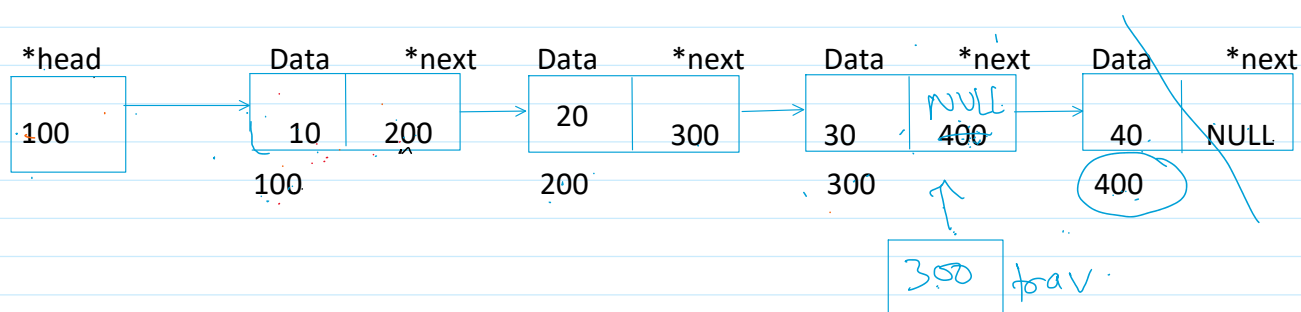 *head Data *next Data *next Data *next Data *next
NULL
100 10 200 20 300 30 400 40 NULL
100 200 300 400
300 trav